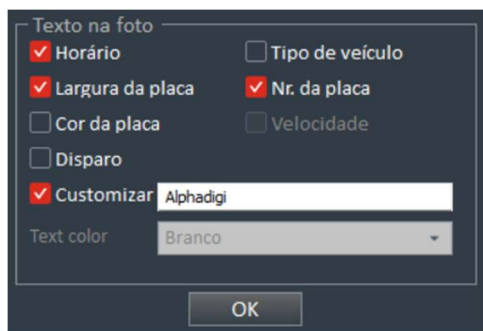 Texto na foto
Horário Tipo de veículo
Largura da placa Nr. da placa
Cor da placa Velocidade
Disparo
Customizar Alphadigi
Text color Branco
OK